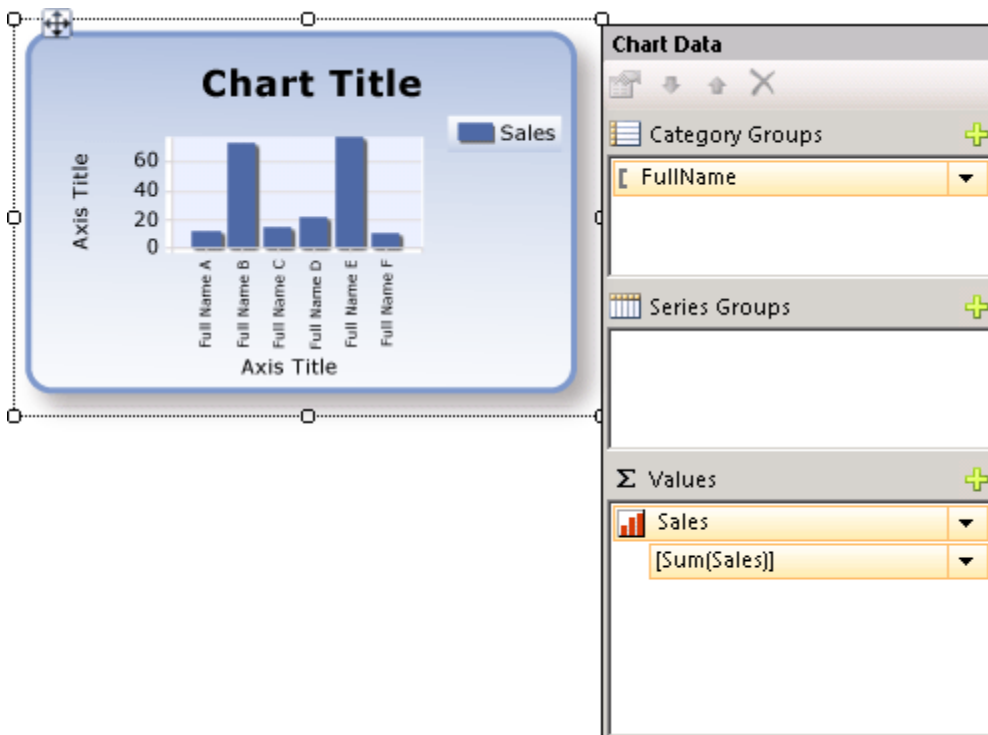 Chart Title
Sales
Axis Title
60
40
20
0
Full Name A
Full Name B
Full Name C
Full Name D
Full Name E
Full Name F
Axis Title
Chart Data
Category Groups
[ FullName
Series Groups
Σ Values
Sales
[Sum(Sales)]